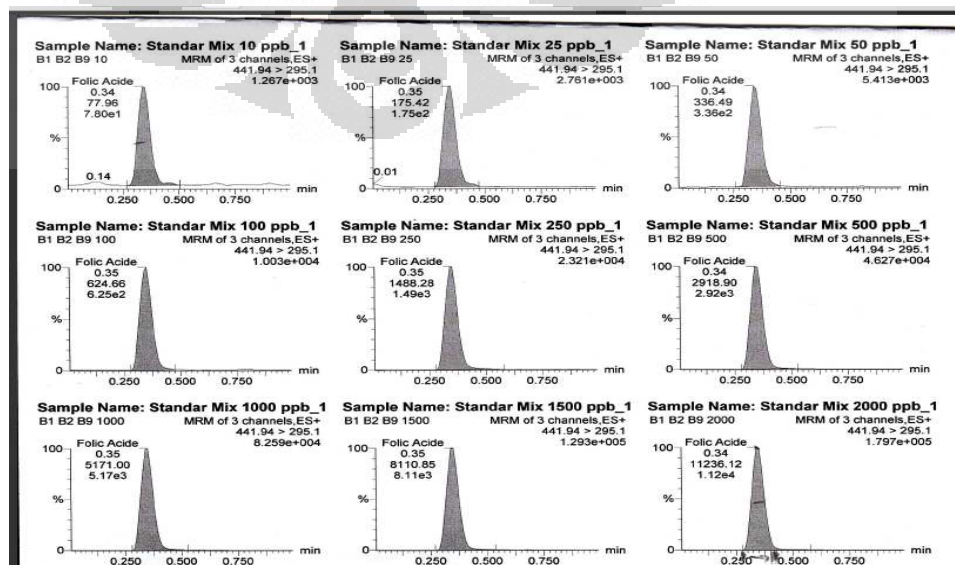 Sample Name: Standar Mix 10 ppb_1
B1 B2 B9 10
MRM of 3 channels,ES+
441.94 > 295.1
1.267e+003
Folic Acide
0.34
77.96
7.80e1
100
%
0.14
0
0.250 0.500 0.750
min
Sample Name: Standar Mix 25 ppb_1
B1 B2 B9 25
MRM of 3 channels,ES+
441.94 > 295.1
2.761e+003
Folic Acide
0.35
175.42
1.75e2
100
%
0.01
0
0.250 0.500 0.750
min
Sample Name: Standar Mix 50 ppb_1
B1 B2 B9 50
MRM of 3 channels,ES+
441.94 > 295.1
5.413e+003
Folic Acide
0.34
336.49
3.36e2
100
%
0
0.250 0.500 0.750
min
Sample Name: Standar Mix 100 ppb_1
B1 B2 B9 100
MRM of 3 channels,ES+
441.94 > 295.1
1.003e+004
Folic Acide
0.35
624.66
6.25e2
100
%
0
0.250 0.500 0.750
min
Sample Name: Standar Mix 250 ppb_1
B1 B2 B9 250
MRM of 3 channels,ES+
441.94 > 295.1
2.321e+004
Folic Acide
0.35
1488.28
1.49e3
100
%
0
0.250 0.500 0.750
min
Sample Name: Standar Mix 500 ppb_1
B1 B2 B9 500
MRM of 3 channels,ES+
441.94 > 295.1
4.627e+004
Folic Acide
0.34
2918.90
2.92e3
100
%
0
0.250 0.500 0.750
min
Sample Name: Standar Mix 1000 ppb_1
B1 B2 B9 1000
MRM of 3 channels,ES+
441.94 > 295.1
8.259e+004
Folic Acide
0.35
5171.00
5.17e3
100
%
0
0.250 0.500 0.750
min
Sample Name: Standar Mix 1500 ppb_1
B1 B2 B9 1500
MRM of 3 channels,ES+
441.94 > 295.1
1.293e+005
Folic Acide
0.35
8110.85
8.11e3
100
%
0
0.250 0.500 0.750
min
Sample Name: Standar Mix 2000 ppb_1
B1 B2 B9 2000
MRM of 3 channels,ES+
441.94 > 295.1
1.797e+005
Folic Acide
0.34
11236.12
1.12e4
100
%
0
0.250 0.500 0.750
min